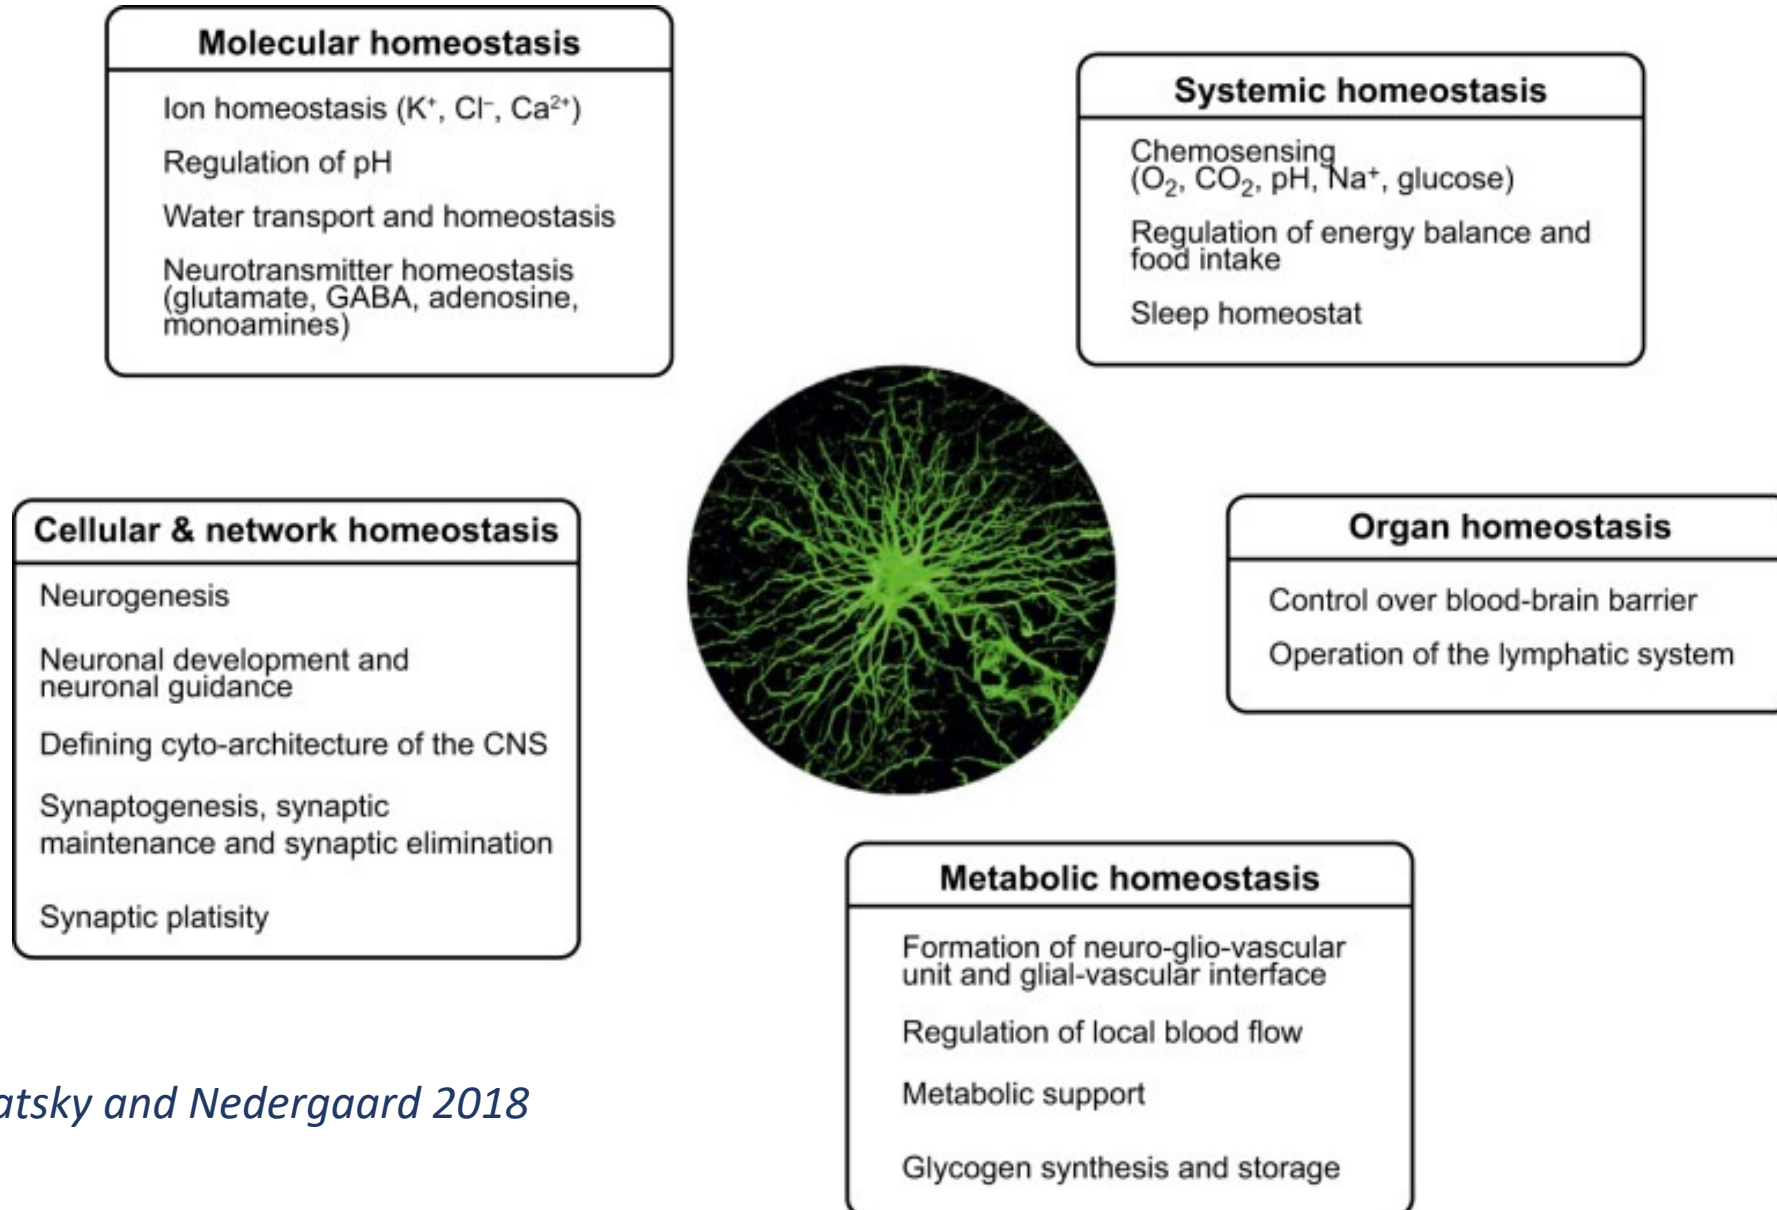 Molecular homeostasis
Ion homeostasis (K⁺, Cl⁻, Ca²⁺)
Regulation of pH
Water transport and homeostasis
Neurotransmitter homeostasis
(glutamate, GABA, adenosine,
monoamines)
Systemic homeostasis
Chemosensing
(O₂, CO₂, pH, Na⁺, glucose)
Regulation of energy balance and
food intake
Sleep homeostat
Cellular & network homeostasis
Neurogenesis
Neuronal development and
neuronal guidance
Defining cyto-architecture of the CNS
Synaptogenesis, synaptic
maintenance and synaptic elimination
Synaptic platisity
Organ homeostasis
Control over blood-brain barrier
Operation of the lymphatic system
Metabolic homeostasis
Formation of neuro-glio-vascular
unit and glial-vascular interface
Regulation of local blood flow
Metabolic support
Glycogen synthesis and storage
atsky and Nedergaard 2018